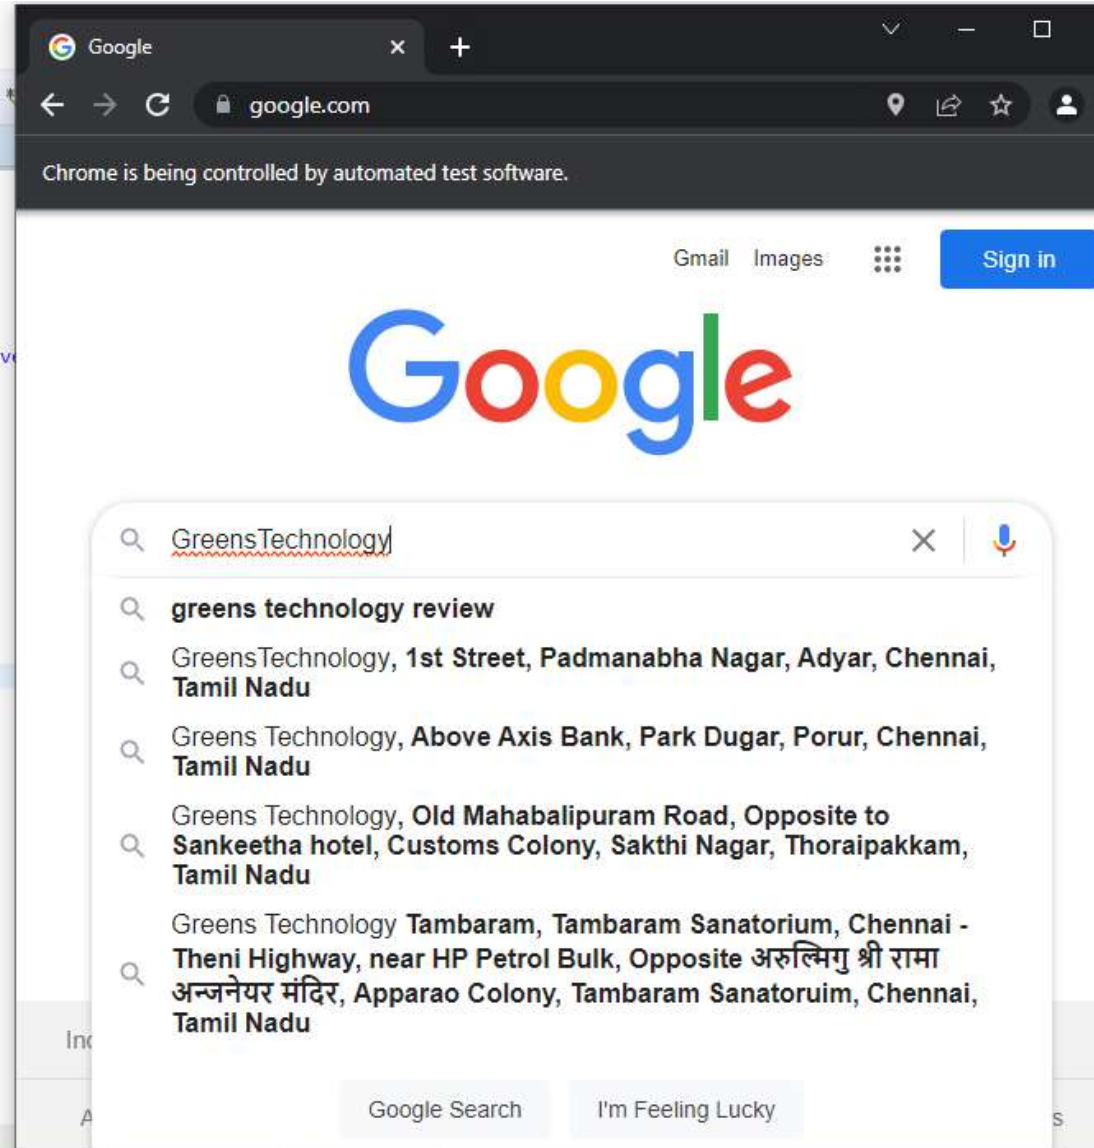 Google
google.com
Chrome is being controlled by automated test software.
Gmail Images Sign in
Google
GreensTechnology
greens technology review
GreensTechnology, 1st Street, Padmanabha Nagar, Adyar, Chennai,
Tamil Nadu
Greens Technology, Above Axis Bank, Park Dugar, Porur, Chennai,
Tamil Nadu
Greens Technology, Old Mahabalipuram Road, Opposite to
Sankeetha hotel, Customs Colony, Sakthi Nagar, Thoraipakkam,
Tamil Nadu
Greens Technology Tambaram, Tambaram Sanatorium, Chennai -
Theni Highway, near HP Petrol Bulk, Opposite अरुल्मिगु श्री रामा
अन्जनेयर मंदिर, Apparao Colony, Tambaram Sanatoruim, Chennai,
Tamil Nadu
Google Search I'm Feeling Lucky